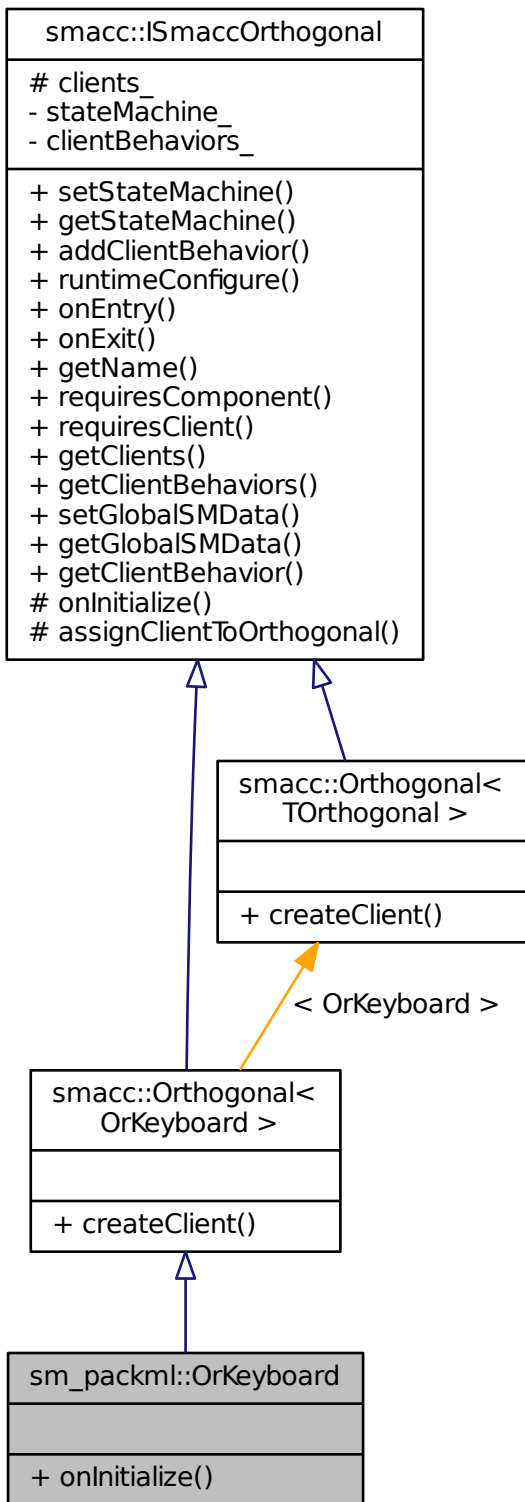 smacc::ISmaccOrthogonal
# clients_
- stateMachine_
- clientBehaviors_
+ setStateMachine()
+ getStateMachine()
+ addClientBehavior()
+ runtimeConfigure()
+ onEntry()
+ onExit()
+ getName()
+ requiresComponent()
+ requiresClient()
+ getClients()
+ getClientBehaviors()
+ setGlobalSMData()
+ getGlobalSMData()
+ getClientBehavior()
# onInitialize()
# assignClientToOrthogonal()
smacc::Orthogonal<
TOrthogonal >
+ createClient()
< OrKeyboard >
smacc::Orthogonal<
OrKeyboard >
+ createClient()
sm_packml::OrKeyboard
+ onInitialize()